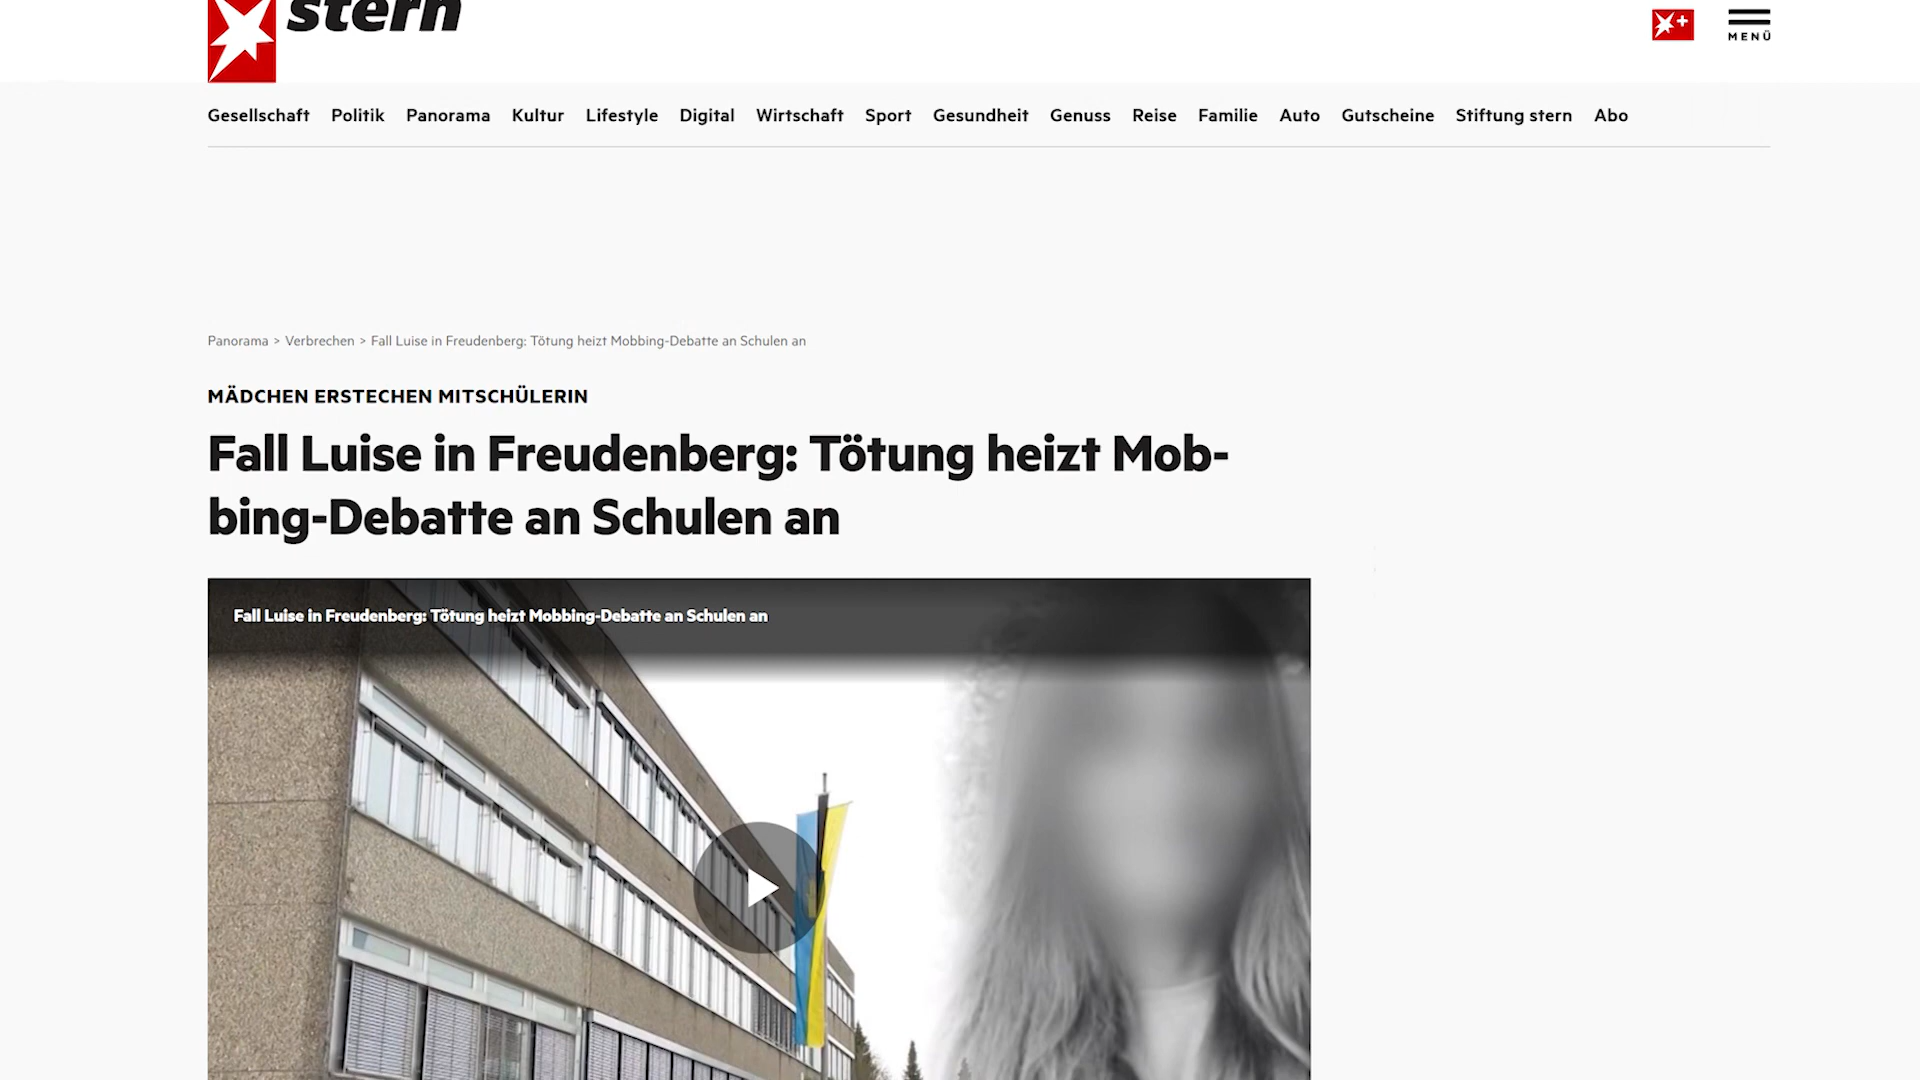 stern
MENÜ
Gesellschaft Politik Panorama Kultur Lifestyle Digital Wirtschaft Sport Gesundheit Genuss Reise Familie Auto Gutscheine Stiftung stern Abo
Panorama > Verbrechen > Fall Luise in Freudenberg: Tötung heizt Mobbing-Debatte an Schulen an
MÄDCHEN ERSTECHEN MITSCHÜLERIN
Fall Luise in Freudenberg: Tötung heizt Mob-
bing-Debatte an Schulen an
Fall Luise in Freudenberg: Tötung heizt Mobbing-Debatte an Schulen an